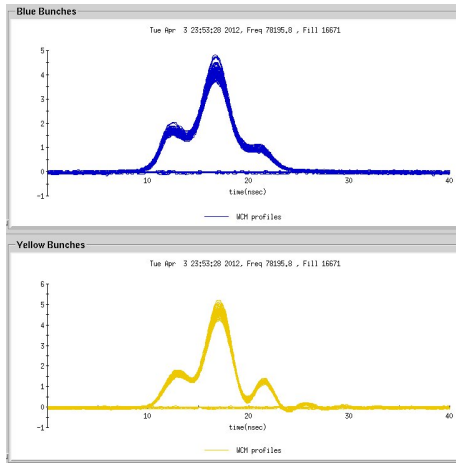 Blue Bunches
Tue Apr 3 23:53:28 2012, Freq 78195.8 , Fill 16671
5
4
3
2
1
0
-1
10 20 30 40
time(nsec)
WCM profiles
Yellow Bunches
Tue Apr 3 23:53:28 2012, Freq 78195.8 , Fill 16671
6
5
4
3
2
1
0
-1
10 20 30 40
time(nsec)
WCM profiles